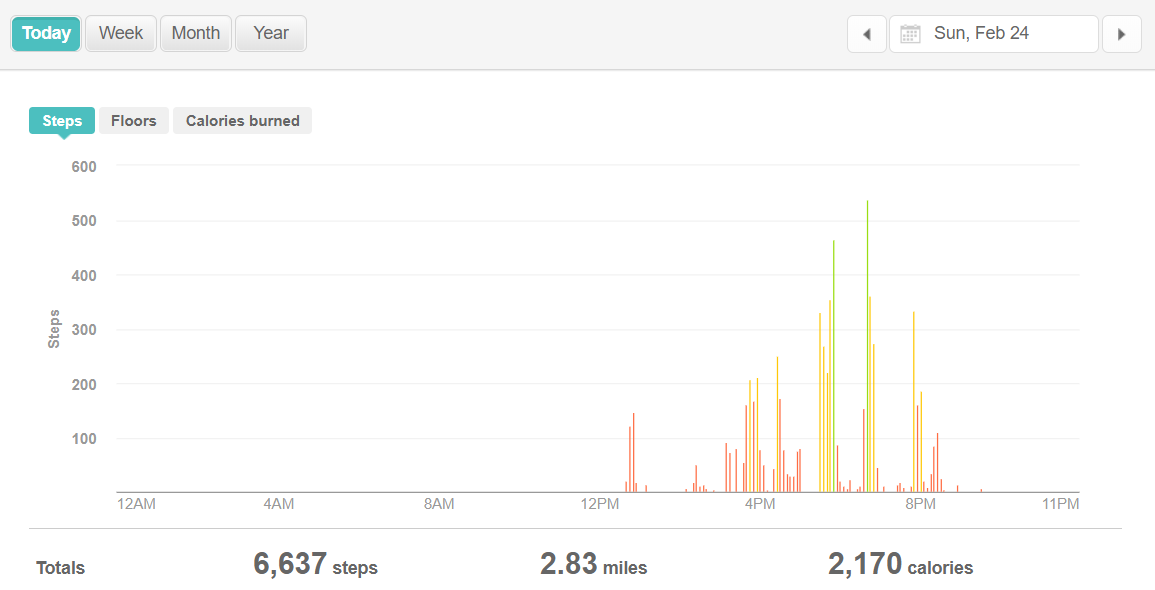 Today Week Month Year Sun, Feb 24
Steps Floors Calories burned
600
500
400
300
200
100
Steps
12AM 4AM 8AM 12PM 4PM 8PM 11PM
Totals 6,637 steps 2.83 miles 2,170 calories